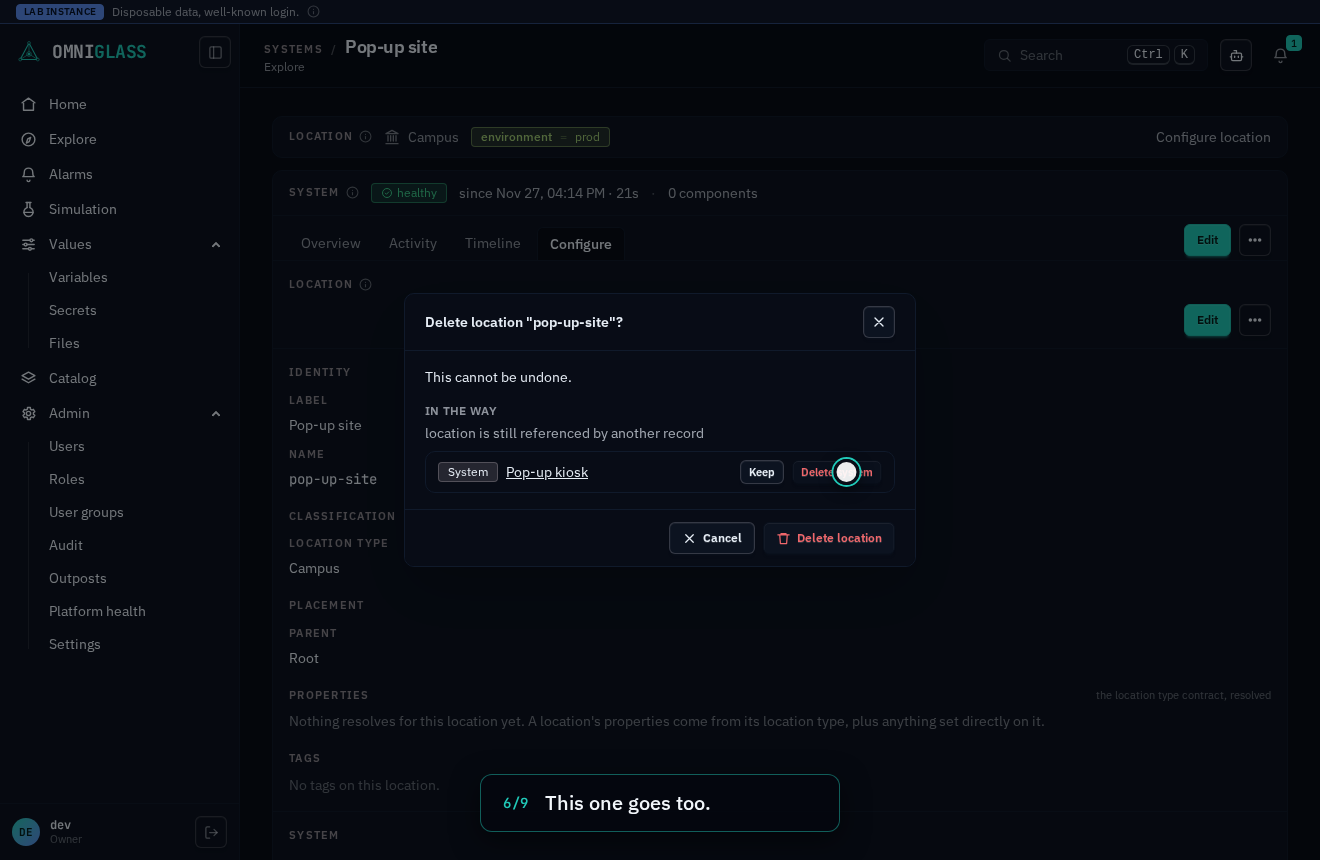 LAB INSTANCE Disposable data, well-known login.
OMNIGLASS
SYSTEMS / Pop-up site
Explore
Search Ctrl K
1
Home
Explore
Alarms
Simulation
Values
Variables
Secrets
Files
Catalog
Admin
Users
Roles
User groups
Audit
Outposts
Platform health
Settings
DE dev
Owner
LOCATION Campus environment = prod Configure location
SYSTEM healthy since Nov 27, 04:14 PM · 21s · 0 components
Overview Activity Timeline Configure Edit
LOCATION
Edit
IDENTITY
LABEL
Pop-up site
NAME
pop-up-site
CLASSIFICATION
LOCATION TYPE
Campus
PLACEMENT
PARENT
Root
PROPERTIES the location type contract, resolved
Nothing resolves for this location yet. A location's properties come from its location type, plus anything set directly on it.
TAGS
No tags on this location.
SYSTEM
Delete location "pop-up-site"?
This cannot be undone.
IN THE WAY
location is still referenced by another record
System Pop-up kiosk Keep Delete
Cancel Delete location
6/9 This one goes too.